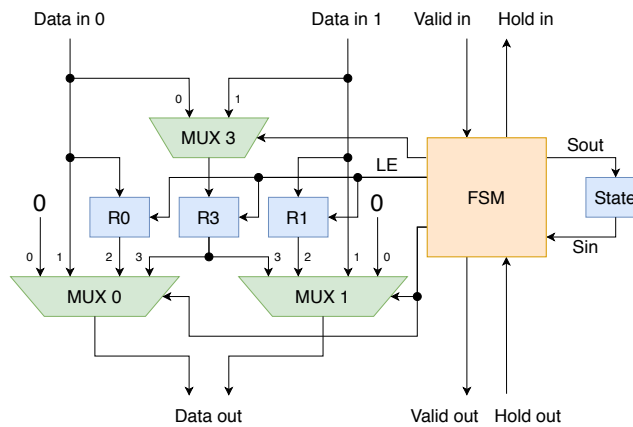 Data in 0
Data in 1
Valid in
Hold in
0
1
MUX 3
LE
Sout
FSM
State
Sin
0
R0
R3
R1
0
0
1
2
3
3
2
1
0
MUX 0
MUX 1
Data out
Valid out
Hold out